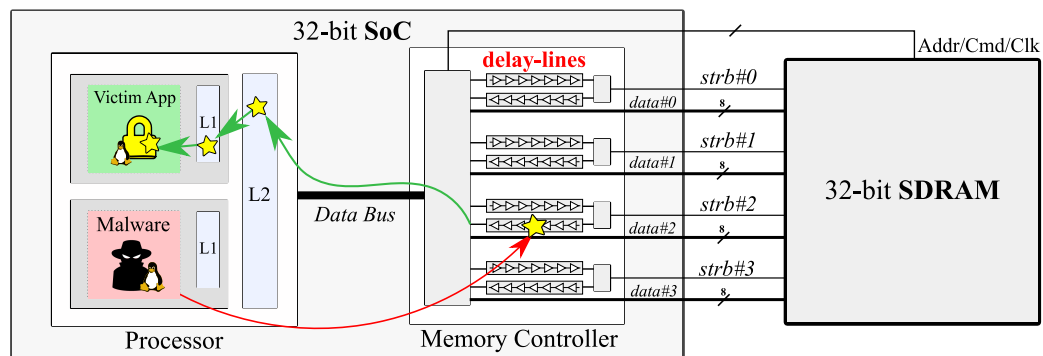 32-bit SoC
Addr/Cmd/Clk
delay-lines
Victim App
L1
L2
Malware
L1
Data Bus
strb#0
data#0
8
strb#1
data#1
8
strb#2
data#2
8
strb#3
data#3
8
32-bit SDRAM
Processor
Memory Controller